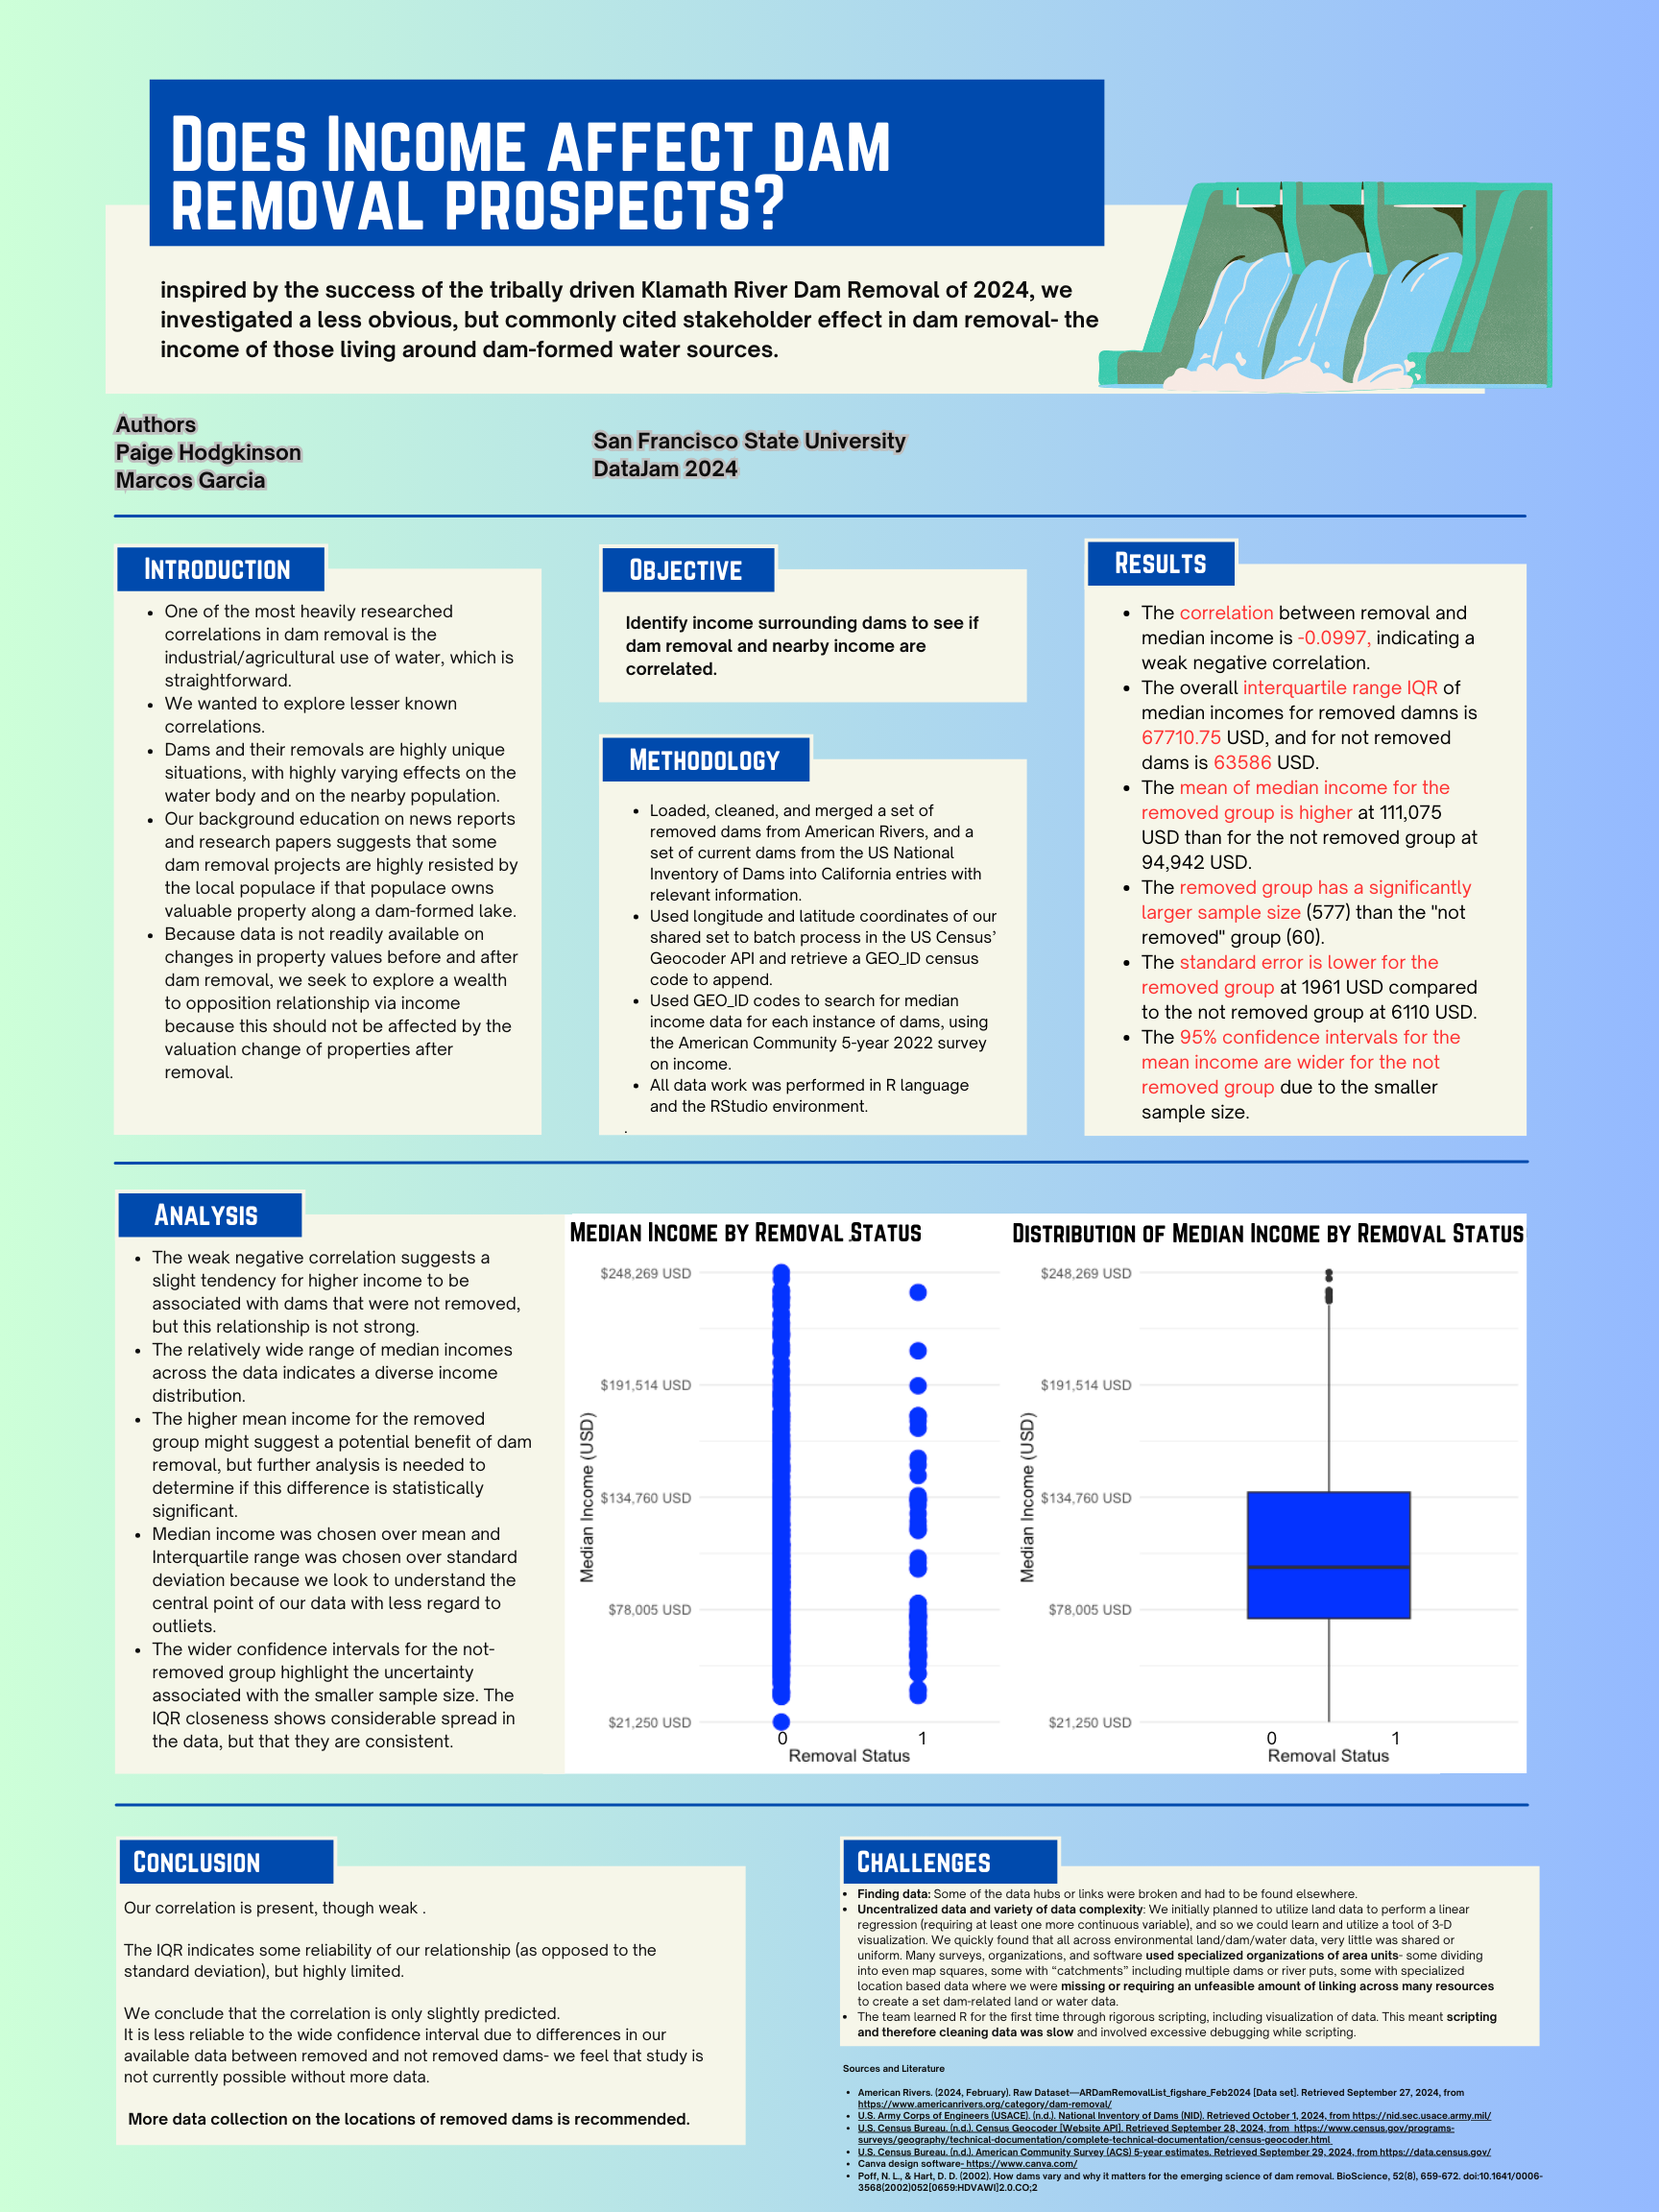 Does Income affect dam
removal prospects?
inspired by the success of the tribally driven Klamath River Dam Removal of 2024, we
investigated a less obvious, but commonly cited stakeholder effect in dam removal- the
income of those living around dam-formed water sources.
Authors
Paige Hodgkinson
Marcos Garcia
San Francisco State University
DataJam 2024
Introduction
• One of the most heavily researched
correlations in dam removal is the
industrial/agricultural use of water, which is
straightforward.
• We wanted to explore lesser known
correlations.
• Dams and their removals are highly unique
situations, with highly varying effects on the
water body and on the nearby population.
• Our background education on news reports
and research papers suggests that some
dam removal projects are highly resisted by
the local populace if that populace owns
valuable property along a dam-formed lake.
• Because data is not readily available on
changes in property values before and after
dam removal, we seek to explore a wealth
to opposition relationship via income
because this should not be affected by the
valuation change of properties after
removal.
Objective
Identify income surrounding dams to see if
dam removal and nearby income are
correlated.
Methodology
• Loaded, cleaned, and merged a set of
removed dams from American Rivers, and a
set of current dams from the US National
Inventory of Dams into California entries with
relevant information.
• Used longitude and latitude coordinates of our
shared set to batch process in the US Census'
Geocoder API and retrieve a GEO_ID census
code to append.
• Used GEO_ID codes to search for median
income data for each instance of dams, using
the American Community 5-year 2022 survey
on income.
• All data work was performed in R language
and the RStudio environment.
.
Results
• The correlation between removal and
median income is -0.0997, indicating a
weak negative correlation.
• The overall interquartile range IQR of
median incomes for removed damns is
67710.75 USD, and for not removed
dams is 63586 USD.
• The mean of median income for the
removed group is higher at 111,075
USD than for the not removed group at
94,942 USD.
• The removed group has a significantly
larger sample size (577) than the "not
removed" group (60).
• The standard error is lower for the
removed group at 1961 USD compared
to the not removed group at 6110 USD.
• The 95% confidence intervals for the
mean income are wider for the not
removed group due to the smaller
sample size.
Analysis
• The weak negative correlation suggests a
slight tendency for higher income to be
associated with dams that were not removed,
but this relationship is not strong.
• The relatively wide range of median incomes
across the data indicates a diverse income
distribution.
• The higher mean income for the removed
group might suggest a potential benefit of dam
removal, but further analysis is needed to
determine if this difference is statistically
significant.
• Median income was chosen over mean and
Interquartile range was chosen over standard
deviation because we look to understand the
central point of our data with less regard to
outliets.
• The wider confidence intervals for the not-
removed group highlight the uncertainty
associated with the smaller sample size. The
IQR closeness shows considerable spread in
the data, but that they are consistent.
Median Income by Removal Status
$248,269 USD
$191,514 USD
$134,760 USD
$78,005 USD
$21,250 USD
Median Income (USD)
0 1
Removal Status
Distribution of Median Income by Removal Status
$248,269 USD
$191,514 USD
$134,760 USD
$78,005 USD
$21,250 USD
Median Income (USD)
0 1
Removal Status
Conclusion
Our correlation is present, though weak .
The IQR indicates some reliability of our relationship (as opposed to the
standard deviation), but highly limited.
We conclude that the correlation is only slightly predicted.
It is less reliable to the wide confidence interval due to differences in our
available data between removed and not removed dams- we feel that study is
not currently possible without more data.
More data collection on the locations of removed dams is recommended.
Challenges
• Finding data: Some of the data hubs or links were broken and had to be found elsewhere.
• Uncentralized data and variety of data complexity: We initially planned to utilize land data to perform a linear
regression (requiring at least one more continuous variable), and so we could learn and utilize a tool of 3-D
visualization. We quickly found that all across environmental land/dam/water data, very little was shared or
uniform. Many surveys, organizations, and software used specialized organizations of area units- some dividing
into even map squares, some with "catchments" including multiple dams or river puts, some with specialized
location based data where we were missing or requiring an unfeasible amount of linking across many resources
to create a set dam-related land or water data.
• The team learned R for the first time through rigorous scripting, including visualization of data. This meant scripting
and therefore cleaning data was slow and involved excessive debugging while scripting.
Sources and Literature
• American Rivers. (2024, February). Raw Dataset—ARDamRemovalList_figshare_Feb2024 [Data set]. Retrieved September 27, 2024, from
https://www.americanrivers.org/category/dam-removal/
• U.S. Army Corps of Engineers (USACE). (n.d.). National Inventory of Dams (NID). Retrieved October 1, 2024, from https://nid.sec.usace.army.mil/
• U.S. Census Bureau. (n.d.). Census Geocoder [Website API]. Retrieved September 28, 2024, from https://www.census.gov/programs-
surveys/geography/technical-documentation/complete-technical-documentation/census-geocoder.html
• U.S. Census Bureau. (n.d.). American Community Survey (ACS) 5-year estimates. Retrieved September 29, 2024, from https://data.census.gov/
• Canva design software- https://www.canva.com/
• Poff, N. L., & Hart, D. D. (2002). How dams vary and why it matters for the emerging science of dam removal. BioScience, 52(8), 659-672. doi:10.1641/0006-
3568(2002)052[0659:HDVAWI]2.0.CO;2